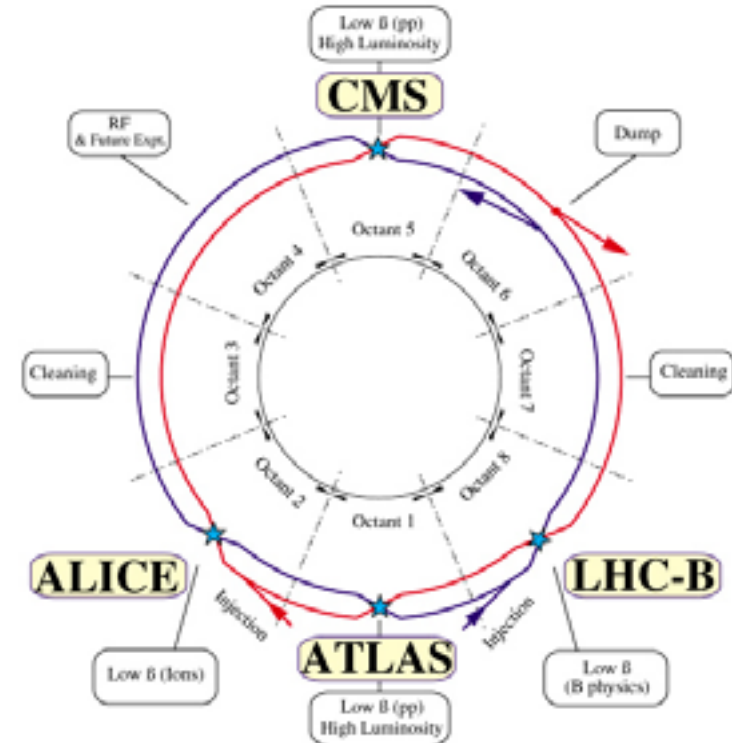 Low ß (pp)
High Luminosity
CMS
RF
& Future Expt.
Dump
Octant 5
Octant 4
Octant 6
Cleaning
Octant 3
Octant 7
Cleaning
Octant 2
Octant 8
Octant 1
ALICE
LHC-B
Injection
Injection
ATLAS
Low ß (Ions)
Low ß
(B physics)
Low ß (pp)
High Luminosity